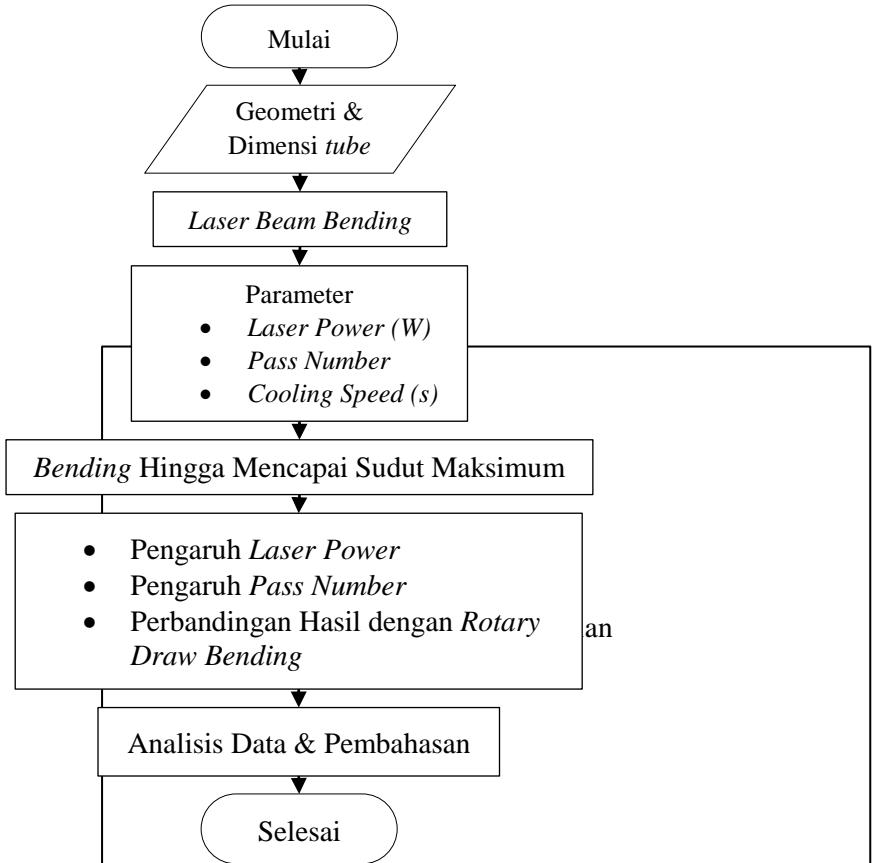 Mulai
Geometri &
Dimensi tube
Laser Beam Bending
Parameter
• Laser Power (W)
• Pass Number
• Cooling Speed (s)
Bending Hingga Mencapai Sudut Maksimum
• Pengaruh Laser Power
• Pengaruh Pass Number
• Perbandingan Hasil dengan Rotary
an
Draw Bending
Analisis Data & Pembahasan
Selesai